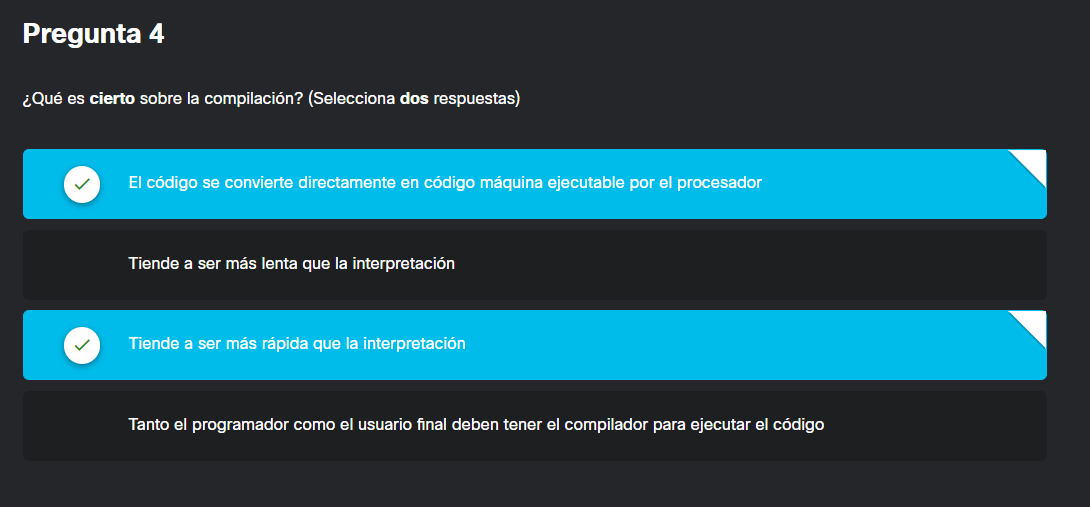 Pregunta 4
¿Qué es cierto sobre la compilación? (Selecciona dos respuestas)
El código se convierte directamente en código máquina ejecutable por el procesador
Tiende a ser más lenta que la interpretación
Tiende a ser más rápida que la interpretación
Tanto el programador como el usuario final deben tener el compilador para ejecutar el código